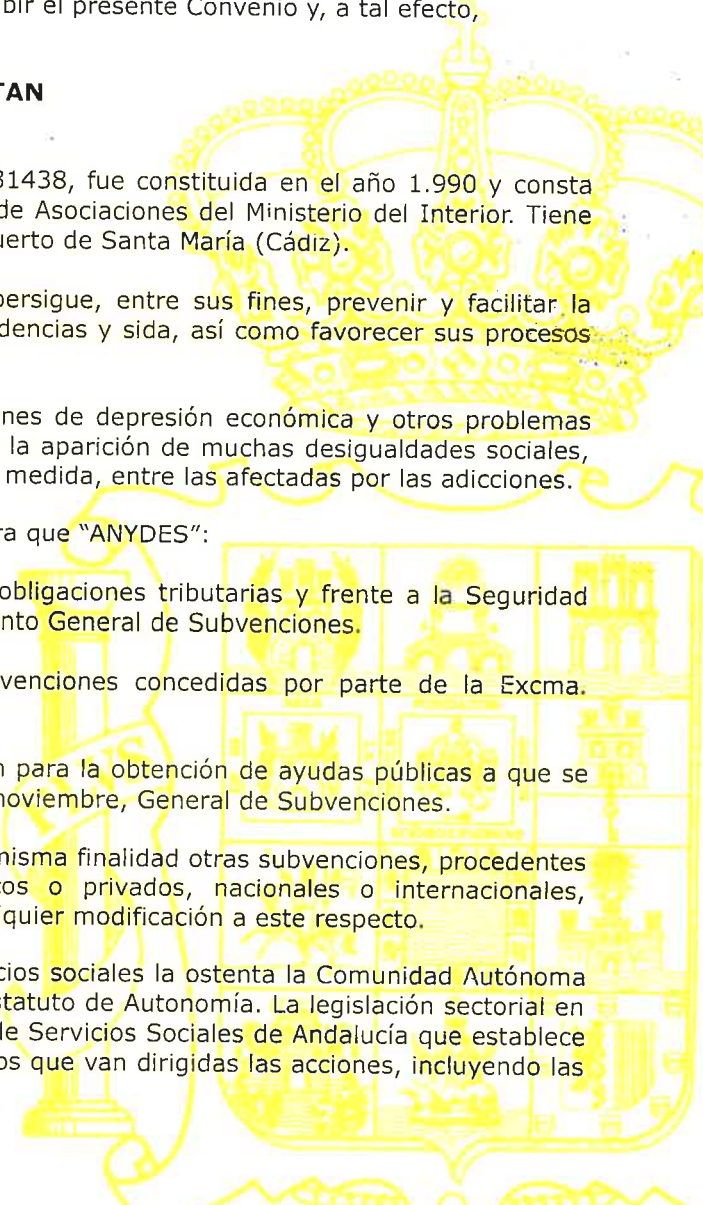 bir el presente Convenio y, a tal efecto,
TAN
31438, fue constituida en el año 1.990 y consta
de Asociaciones del Ministerio del Interior. Tiene
uerto de Santa María (Cádiz).
persigue, entre sus fines, prevenir y facilitar la
dencias y sida, así como favorecer sus procesos
nes de depresión económica y otros problemas
la aparición de muchas desigualdades sociales,
medida, entre las afectadas por las adicciones.
ra que "ANYDES":
obligaciones tributarias y frente a la Seguridad
nto General de Subvenciones.
venciones concedidas por parte de la Excma.
n para la obtención de ayudas públicas a que se
noviembre, General de Subvenciones.
misma finalidad otras subvenciones, procedentes
os o privados, nacionales o internacionales,
quier modificación a este respecto.
cios sociales la ostenta la Comunidad Autónoma
statuto de Autonomía. La legislación sectorial en
de Servicios Sociales de Andalucía que establece
os que van dirigidas las acciones, incluyendo las